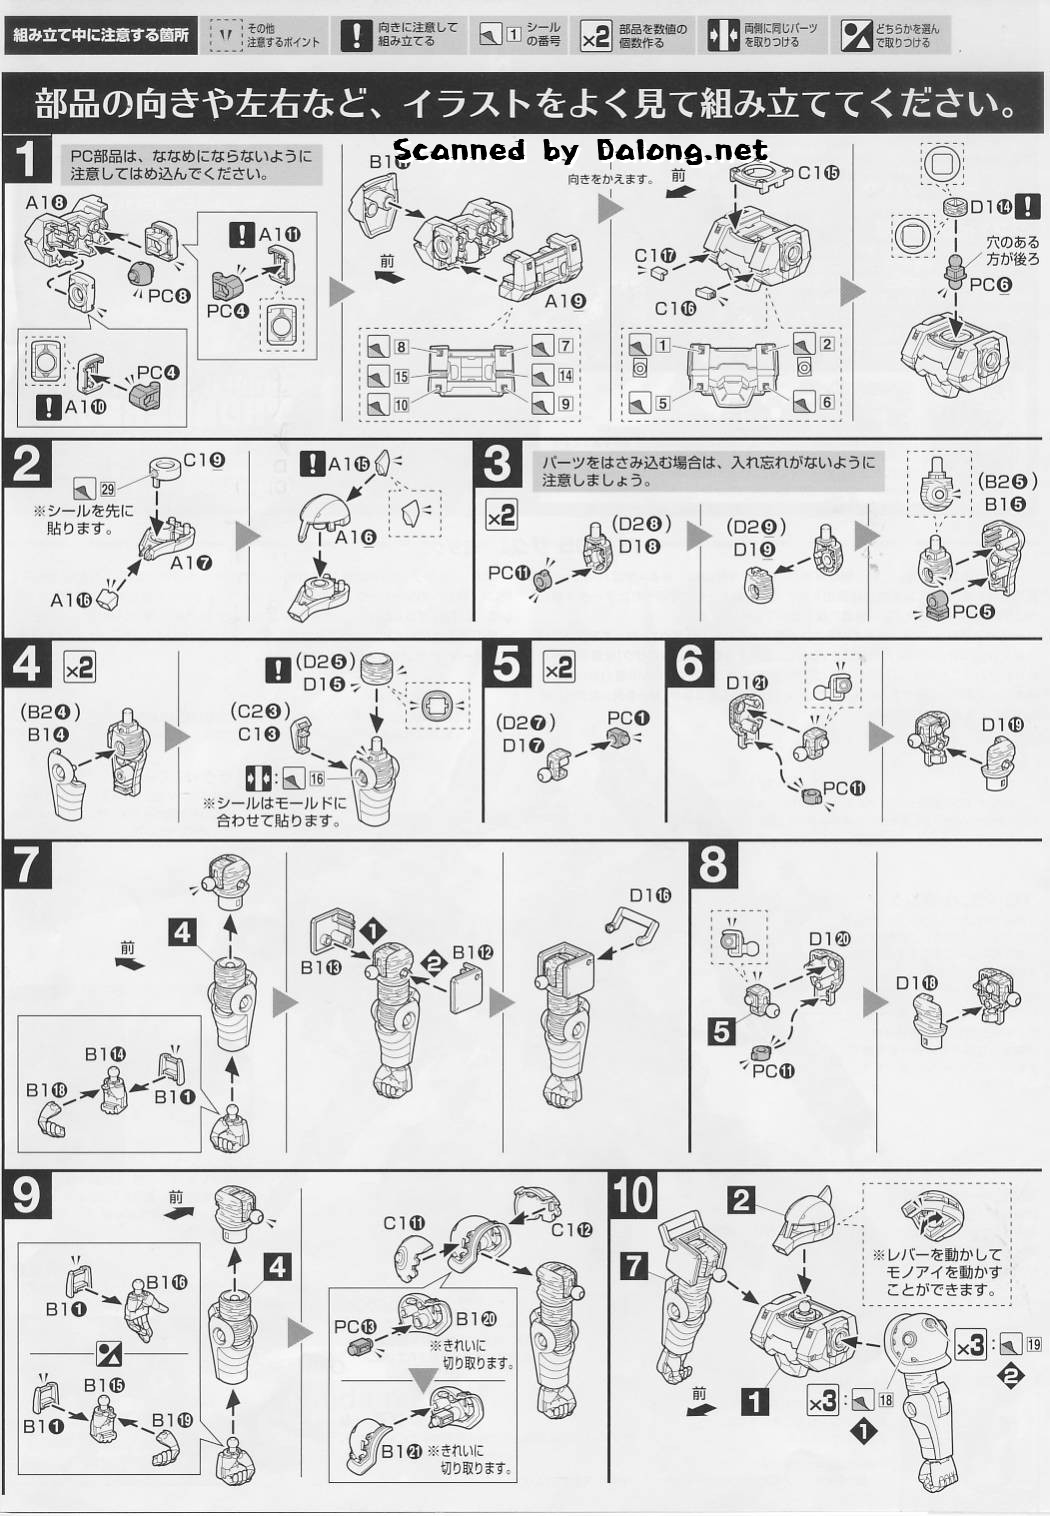 組み立て中に注意する箇所
その他
注意するポイント
!
向きに注意して
組み立てる
1
シール
の番号
×2
部品を数値の
個数作る
両側に同じパーツ
を取りつける
どちらかを選ん
で取りつける
部品の向きや左右など、イラストをよく見て組み立ててください。
Scanned by Dalong.net
1
PC部品は、ななめにならないように
注意してはめ込んでください。
A1❽
PC❽
! A1⓫
PC❹
PC❹
! A1❿
前
A1❾
8
7
15
14
10
9
向きをかえます。
前
C1⓯
C1⓱
C1⓰
1
2
5
6
D1⓮ !
穴のある
方が後ろ
PC❻
2
C1❾
29
※シールを先に
貼ります。
A1❼
A1⓰
! A1⓯
A1❻
3
パーツをはさみ込む場合は、入れ忘れがないように
注意しましょう。
×2
(D2❽)
D1❽
PC⓫
(D2❾)
D1❾
(B2❺)
B1❺
PC❺
4
×2
(B2❹)
B1❹
! (D2❺)
D1❺
(C2❸)
C1❸
: 16
※シールはモールドに
合わせて貼ります。
5
×2
PC❶
(D2❼)
D1❼
6
D1㉑
PC⓫
D1⓳
7
4
前
B1⓮
B1⓲
B1❶
B1⓭
1
2
B1⓬
D1⓰
8
D1⓴
5
PC⓫
D1⓲
9
前
4
B1❶
B1⓰
B1⓯
B1❶
B1⓳
C1⓫
C1⓬
PC⓭
B1⓴
※きれいに
切り取ります。
B1㉑
※きれいに
切り取ります。
10
2
7
※レバーを動かして
モノアイを動かす
ことができます。
×3 : 19
2
前
1
×3 : 18
1